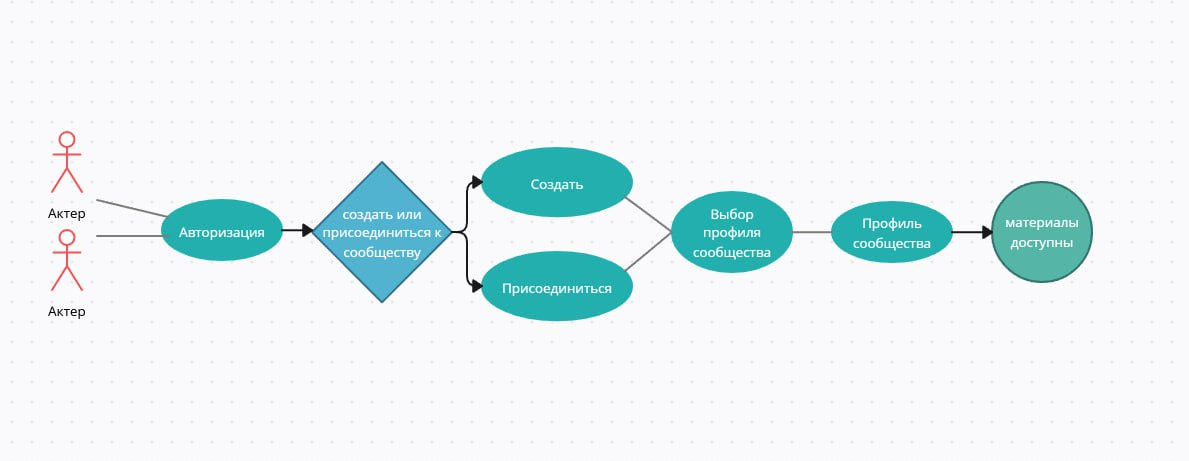 Актер
Актер
Авторизация
создать или
присоединиться к
сообществу
Создать
Присоединиться
Выбор
профиля
сообщества
Профиль
сообщества
материалы
доступны